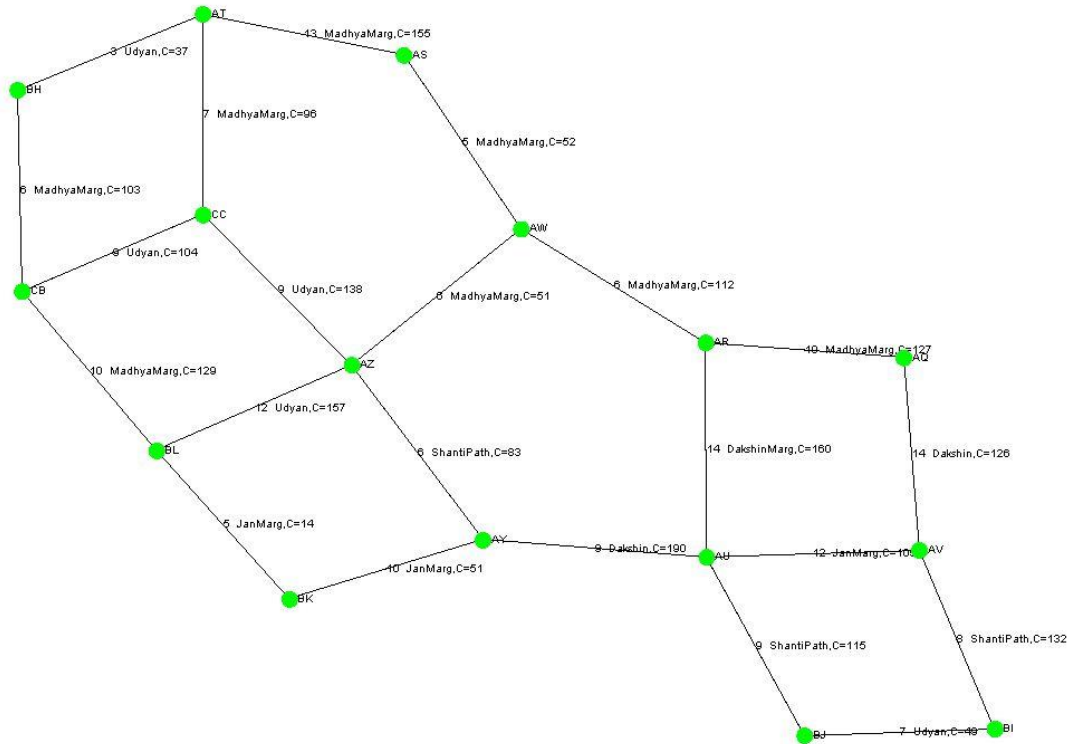 AT
13 MadhyaMarg,C=155
3 Udyan,C=37
AS
BH
7 MadhyaMarg,C=96
5 MadhyaMarg,C=52
6 MadhyaMarg,C=103
CC
AW
9 Udyan,C=104
9 Udyan,C=138
6 MadhyaMarg,C=112
CB
6 MadhyaMarg,C=51
AR
10 MadhyaMarg,C=127
AQ
AZ
10 MadhyaMarg,C=129
12 Udyan,C=157
BL
6 ShantiPath,C=83
14 DakshinMarg,C=160
14 Dakshin,C=126
5 JanMarg,C=14
AY
9 Dakshin,C=190
AU
12 JanMarg,C=10
AV
10 JanMarg,C=51
BK
9 ShantiPath,C=115
8 ShantiPath,C=132
BJ
7 Udyan,C=49
BI